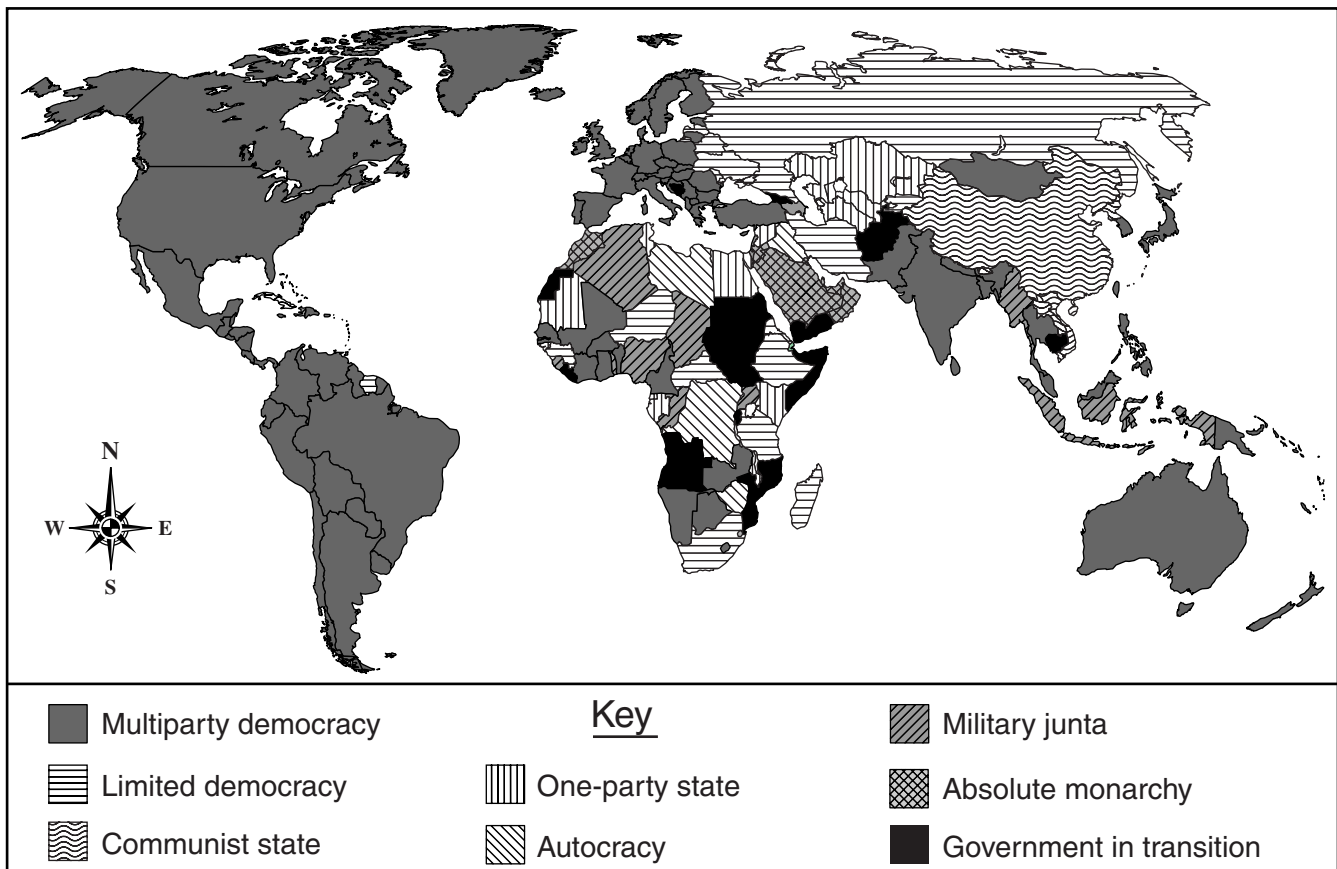 N
W E
S
Key
Multiparty democracy
Limited democracy
Communist state
One-party state
Autocracy
Military junta
Absolute monarchy
Government in transition